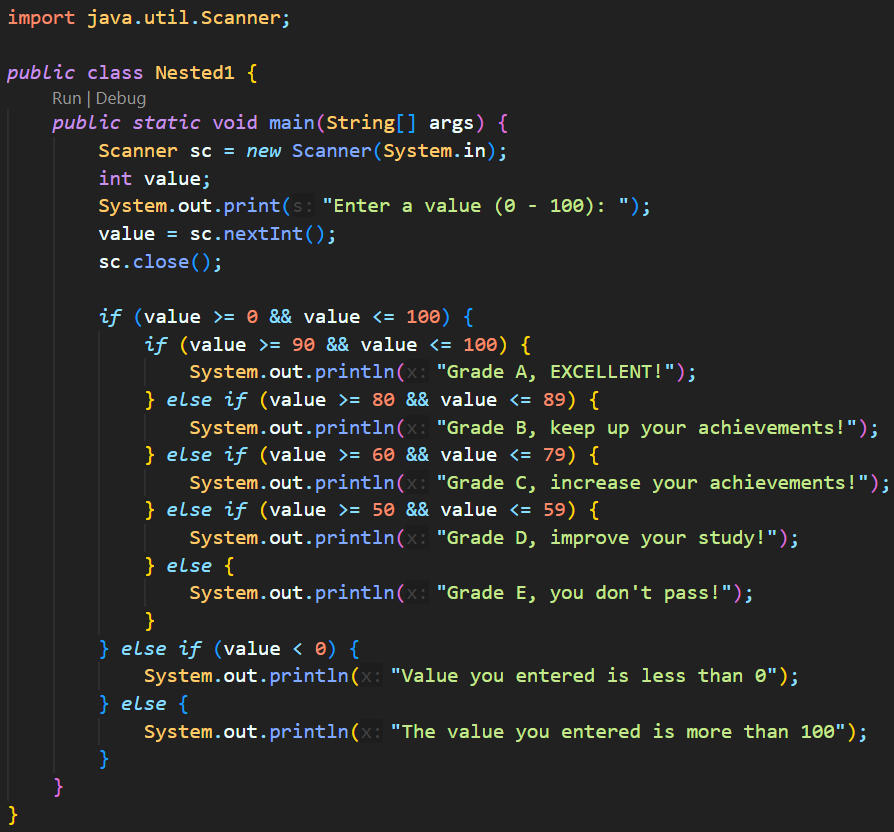 import java.util.Scanner;
public class Nested1 {
Run | Debug
public static void main(String[] args) {
Scanner sc = new Scanner(System.in);
int value;
System.out.print(s: "Enter a value (0 - 100): ");
value = sc.nextInt();
sc.close();
if (value >= 0 && value <= 100) {
if (value >= 90 && value <= 100) {
System.out.println(x: "Grade A, EXCELLENT!");
} else if (value >= 80 && value <= 89) {
System.out.println(x: "Grade B, keep up your achievements!");
} else if (value >= 60 && value <= 79) {
System.out.println(x: "Grade C, increase your achievements!");
} else if (value >= 50 && value <= 59) {
System.out.println(x: "Grade D, improve your study!");
} else {
System.out.println(x: "Grade E, you don't pass!");
}
} else if (value < 0) {
System.out.println(x: "Value you entered is less than 0");
} else {
System.out.println(x: "The value you entered is more than 100");
}
}
}